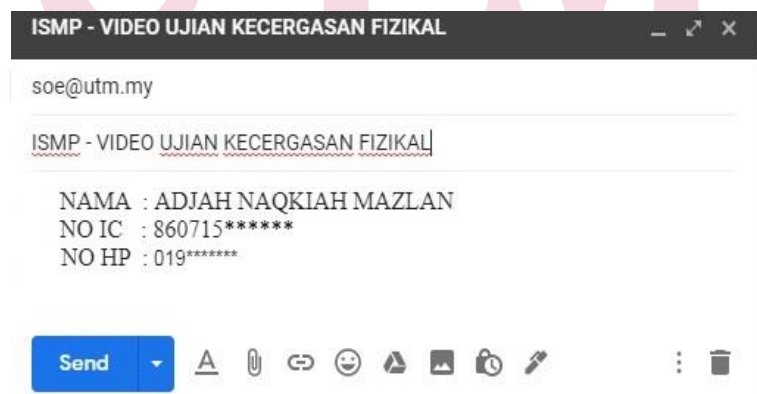 ISMP - VIDEO UJIAN KECERGASAN FIZIKAL
soe@utm.my
ISMP - VIDEO UJIAN KECERGASAN FIZIKAL
NAMA : ADJAH NAQKIAH MAZLAN
NO IC : 860715******
NO HP : 019*******
Send